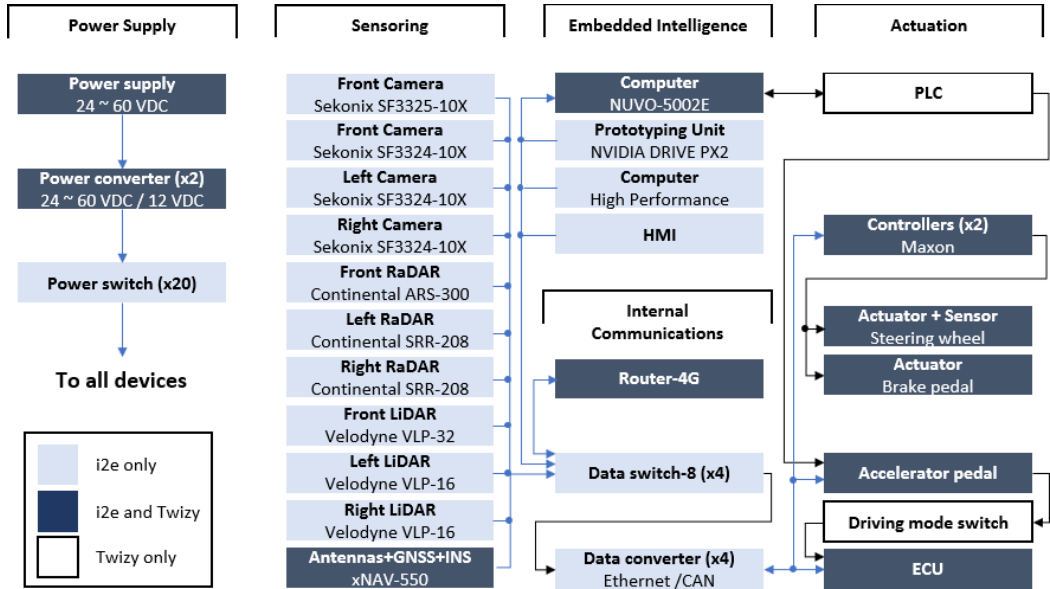 Power Supply
Power supply
24 ~ 60 VDC
Power converter (x2)
24 ~ 60 VDC / 12 VDC
Power switch (x20)
To all devices
i2e only
i2e and Twizy
Twizy only
Sensoring
Front Camera
Sekonix SF3325-10X
Front Camera
Sekonix SF3324-10X
Left Camera
Sekonix SF3324-10X
Right Camera
Sekonix SF3324-10X
Front RaDAR
Continental ARS-300
Left RaDAR
Continental SRR-208
Right RaDAR
Continental SRR-208
Front LiDAR
Velodyne VLP-32
Left LiDAR
Velodyne VLP-16
Right LiDAR
Velodyne VLP-16
Antennas+GNSS+INS
xNAV-550
Embedded Intelligence
Computer
NUVO-5002E
Prototyping Unit
NVIDIA DRIVE PX2
Computer
High Performance
HMI
Internal
Communications
Router-4G
Data switch-8 (x4)
Data converter (x4)
Ethernet /CAN
Actuation
PLC
Controllers (x2)
Maxon
Actuator + Sensor
Steering wheel
Actuator
Brake pedal
Accelerator pedal
Driving mode switch
ECU